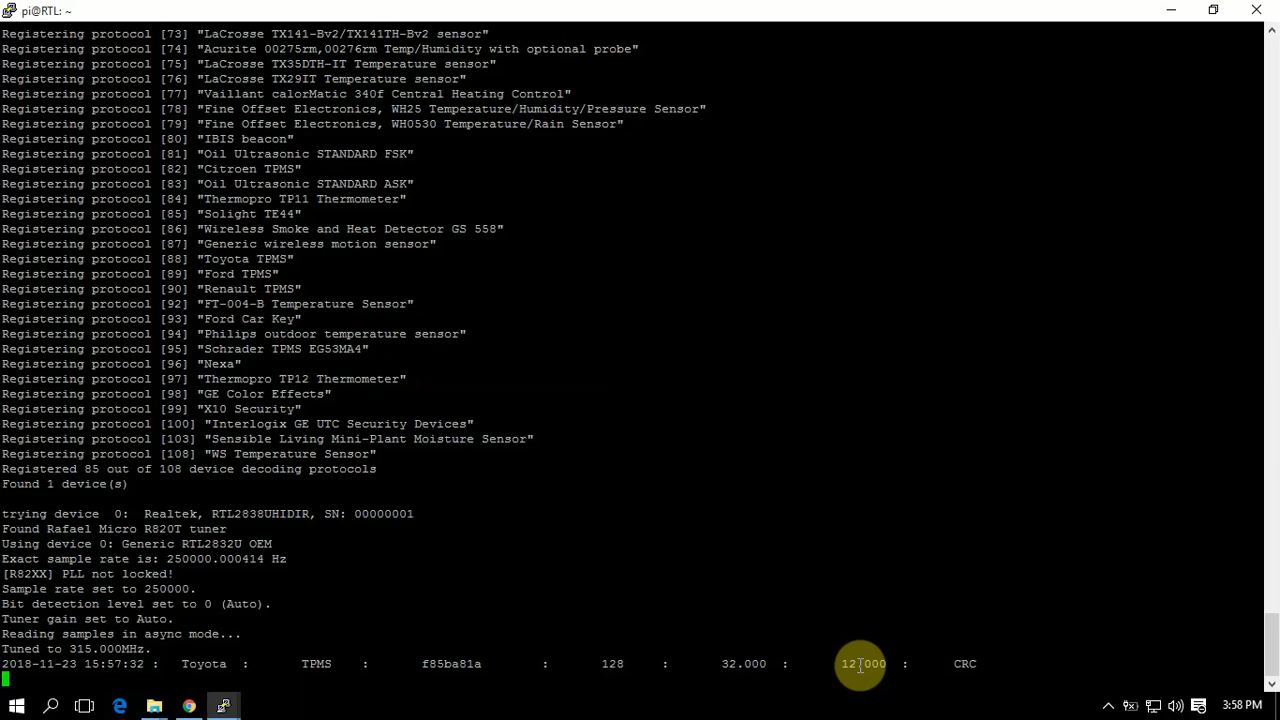 pi@RTL: ~
Registering protocol [73] "LaCrosse TX141-Bv2/TX141TH-Bv2 sensor"
Registering protocol [74] "Acurite 00275rm,00276rm Temp/Humidity with optional probe"
Registering protocol [75] "LaCrosse TX35DTH-IT Temperature sensor"
Registering protocol [76] "LaCrosse TX29IT Temperature sensor"
Registering protocol [77] "Vaillant calorMatic 340f Central Heating Control"
Registering protocol [78] "Fine Offset Electronics, WH25 Temperature/Humidity/Pressure Sensor"
Registering protocol [79] "Fine Offset Electronics, WH0530 Temperature/Rain Sensor"
Registering protocol [80] "IBIS beacon"
Registering protocol [81] "Oil Ultrasonic STANDARD FSK"
Registering protocol [82] "Citroen TPMS"
Registering protocol [83] "Oil Ultrasonic STANDARD ASK"
Registering protocol [84] "Thermopro TP11 Thermometer"
Registering protocol [85] "Solight TE44"
Registering protocol [86] "Wireless Smoke and Heat Detector GS 558"
Registering protocol [87] "Generic wireless motion sensor"
Registering protocol [88] "Toyota TPMS"
Registering protocol [89] "Ford TPMS"
Registering protocol [90] "Renault TPMS"
Registering protocol [92] "FT-004-B Temperature Sensor"
Registering protocol [93] "Ford Car Key"
Registering protocol [94] "Philips outdoor temperature sensor"
Registering protocol [95] "Schrader TPMS EG53MA4"
Registering protocol [96] "Nexa"
Registering protocol [97] "Thermopro TP12 Thermometer"
Registering protocol [98] "GE Color Effects"
Registering protocol [99] "X10 Security"
Registering protocol [100] "Interlogix GE UTC Security Devices"
Registering protocol [103] "Sensible Living Mini-Plant Moisture Sensor"
Registering protocol [108] "WS Temperature Sensor"
Registered 85 out of 108 device decoding protocols
Found 1 device(s)
trying device 0: Realtek, RTL2838UHIDIR, SN: 00000001
Found Rafael Micro R820T tuner
Using device 0: Generic RTL2832U OEM
Exact sample rate is: 250000.000414 Hz
[R82XX] PLL not locked!
Sample rate set to 250000.
Bit detection level set to 0 (Auto).
Tuner gain set to Auto.
Reading samples in async mode...
Tuned to 315.000MHz.
2018-11-23 15:57:32 : Toyota : TPMS : f85ba81a : 128 : 32.000 : 12.000 : CRC
3:58 PM